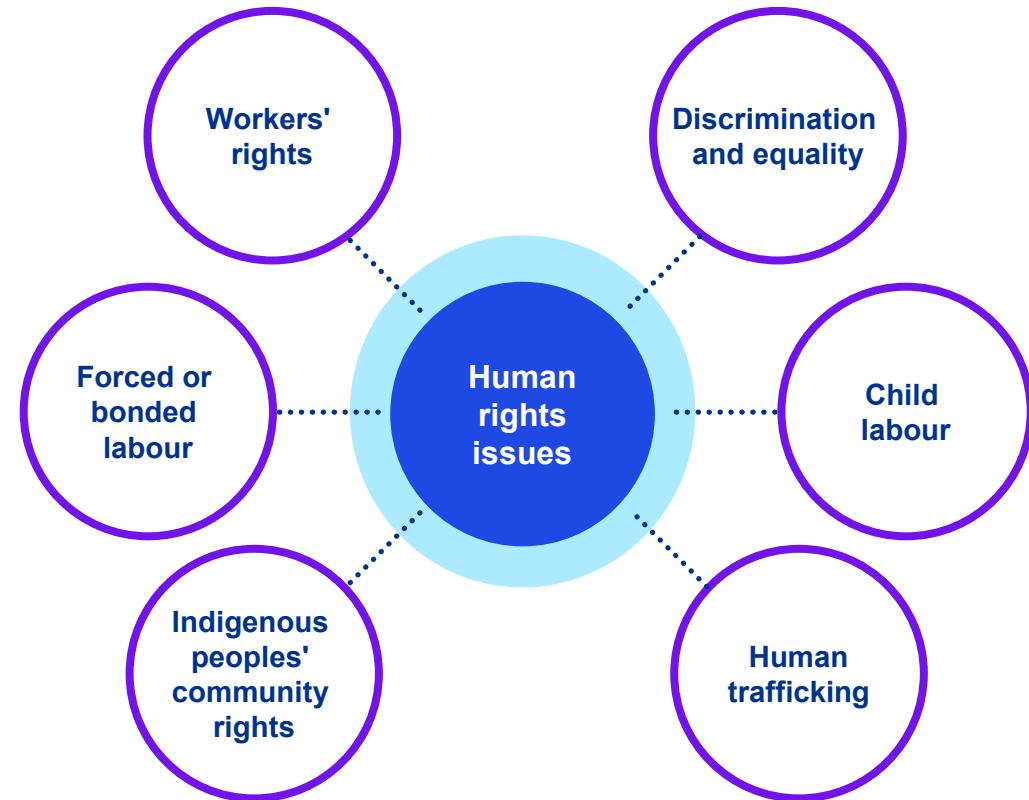 Workers'
rights
Discrimination
and equality
Forced or
bonded
labour
Human
rights
issues
Child
labour
Indigenous
peoples'
community
rights
Human
trafficking